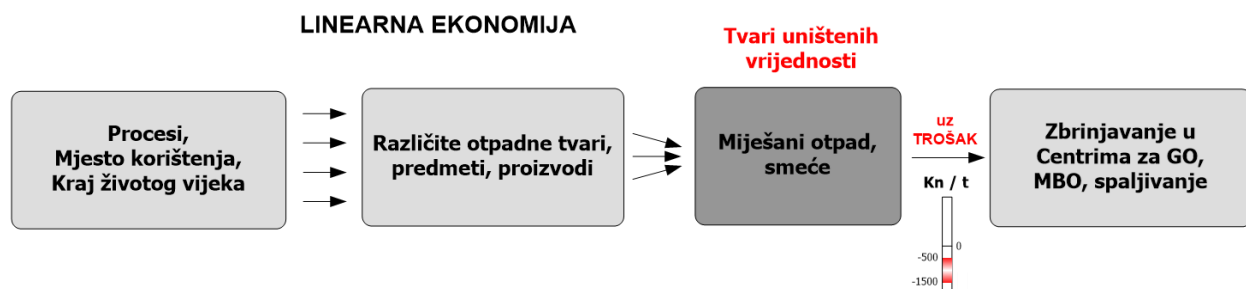 LINEARNA EKONOMIJA
Procesi,
Mjesto korištenja,
Kraj životog vijeka
Različite otpadne tvari,
predmeti, proizvodi
Tvari uništenih
vrijednosti
Miješani otpad,
smeće
uz
TROŠAK
Kn / t
0
-500
-1500
Zbrinjavanje u
Centrima za GO,
MBO, spaljivanje